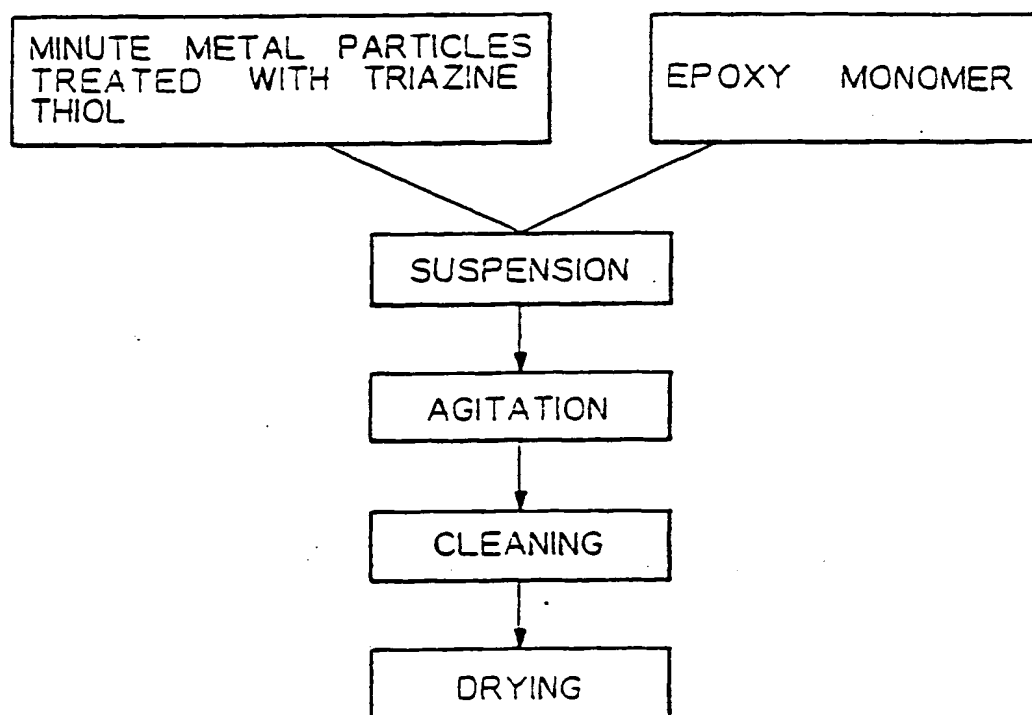 MINUTE METAL PARTICLES
TREATED WITH TRIAZINE
THIOL
EPOXY MONOMER
SUSPENSION
AGITATION
CLEANING
DRYING